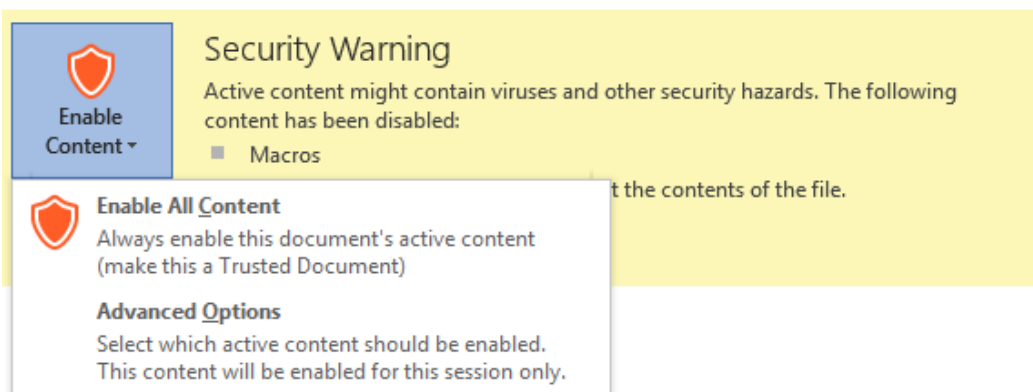 Security Warning
Active content might contain viruses and other security hazards. The following
content has been disabled:
Macros
Enable
Content
t the contents of the file.
Enable All Content
Always enable this document's active content
(make this a Trusted Document)
Advanced Options
Select which active content should be enabled.
This content will be enabled for this session only.